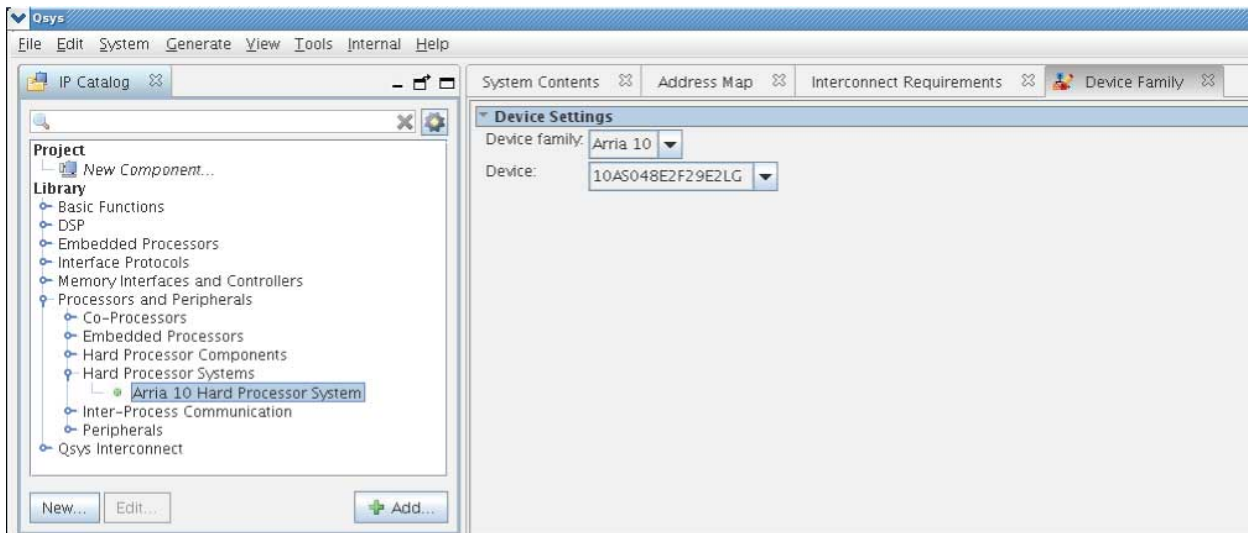 Qsys
File Edit System Generate View Tools Internal Help
IP Catalog
System Contents Address Map Interconnect Requirements Device Family
Project
New Component...
Library
Basic Functions
DSP
Embedded Processors
Interface Protocols
Memory Interfaces and Controllers
Processors and Peripherals
Co-Processors
Embedded Processors
Hard Processor Components
Hard Processor Systems
Arria 10 Hard Processor System
Inter-Process Communication
Peripherals
Qsys Interconnect
New... Edit... Add...
Device Settings
Device family: Arria 10
Device: 10AS048E2F29E2LG